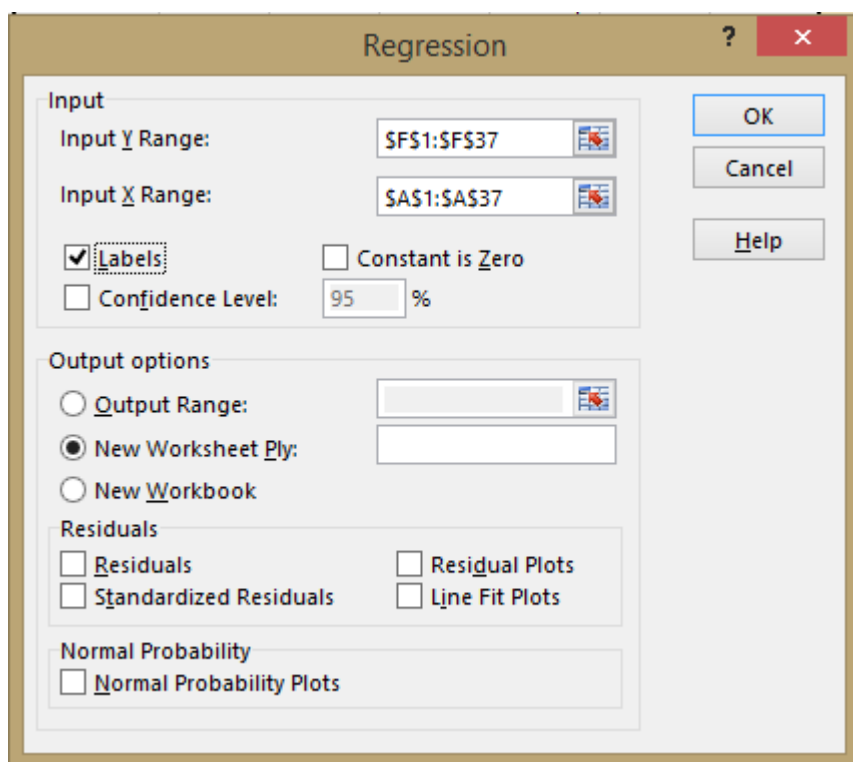 Regression
?
×
Input
Input Y Range:
$F$1:$F$37
Input X Range:
$A$1:$A$37
Labels
Constant is Zero
Confidence Level:
95
%
OK
Cancel
Help
Output options
Output Range:
New Worksheet Ply:
New Workbook
Residuals
Residuals
Residual Plots
Standardized Residuals
Line Fit Plots
Normal Probability
Normal Probability Plots